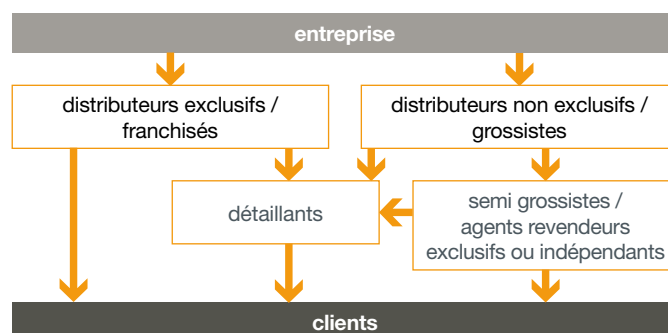 entreprise
distributeurs exclusifs /
franchisés
distributeurs non exclusifs /
grossistes
détaillants
semi grossistes /
agents revendeurs
exclusifs ou indépendants
clients